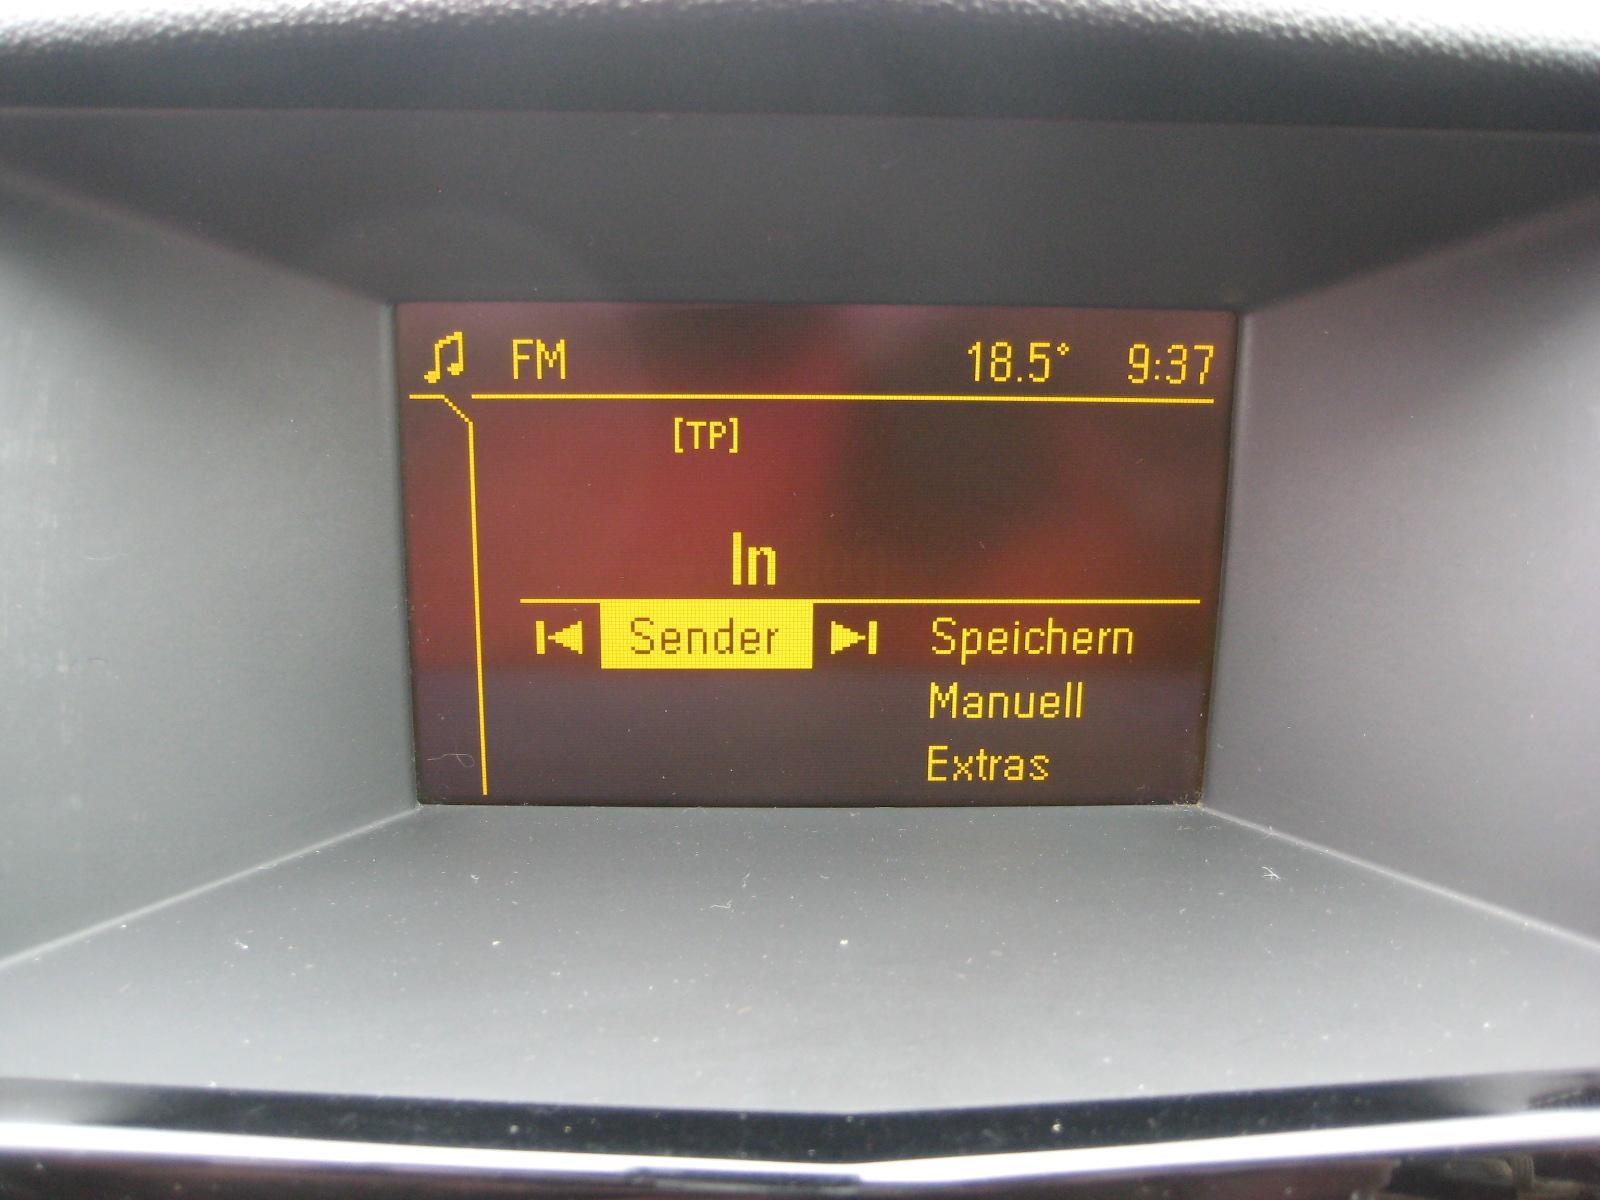 FM 18.5° 9:37
[TP]
In
Sender Speichern
Manuell
Extras